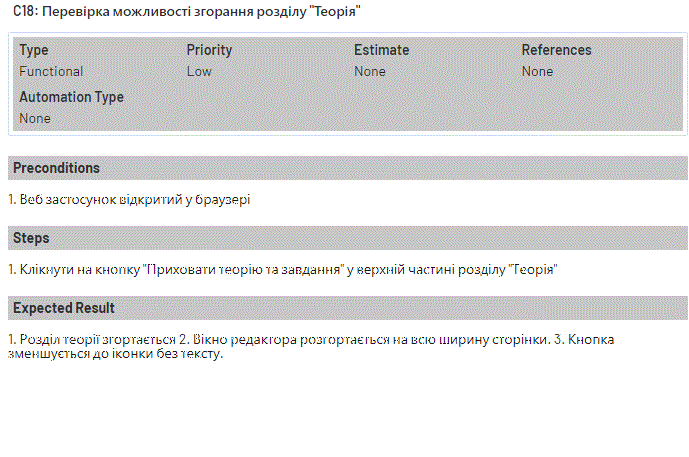 C18: Перевірка можливості згорання розділу "Теорія"
Type Priority Estimate References
Functional Low None None
Automation Type
None
Preconditions
1. Веб застосунок відкритий у браузері
Steps
1. Клікнути на кнопку "Приховати теорію та завдання" у верхній частині розділу "Теорія"
Expected Result
1. Розділ теорії згортається 2. Вікно редактора розгортається на всю ширину сторінки. 3. Кнопка
зменшується до іконки без тексту.